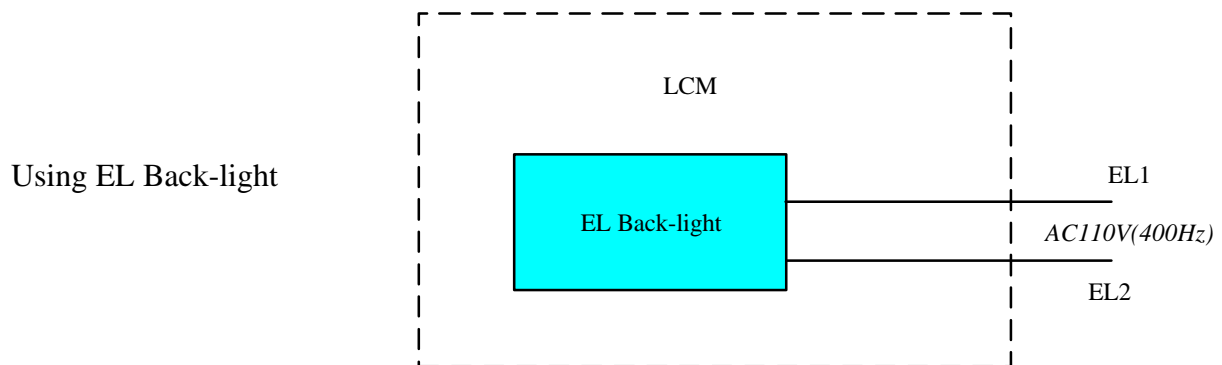 LCM
Using EL Back-light
EL Back-light
EL1
AC110V(400Hz)
EL2